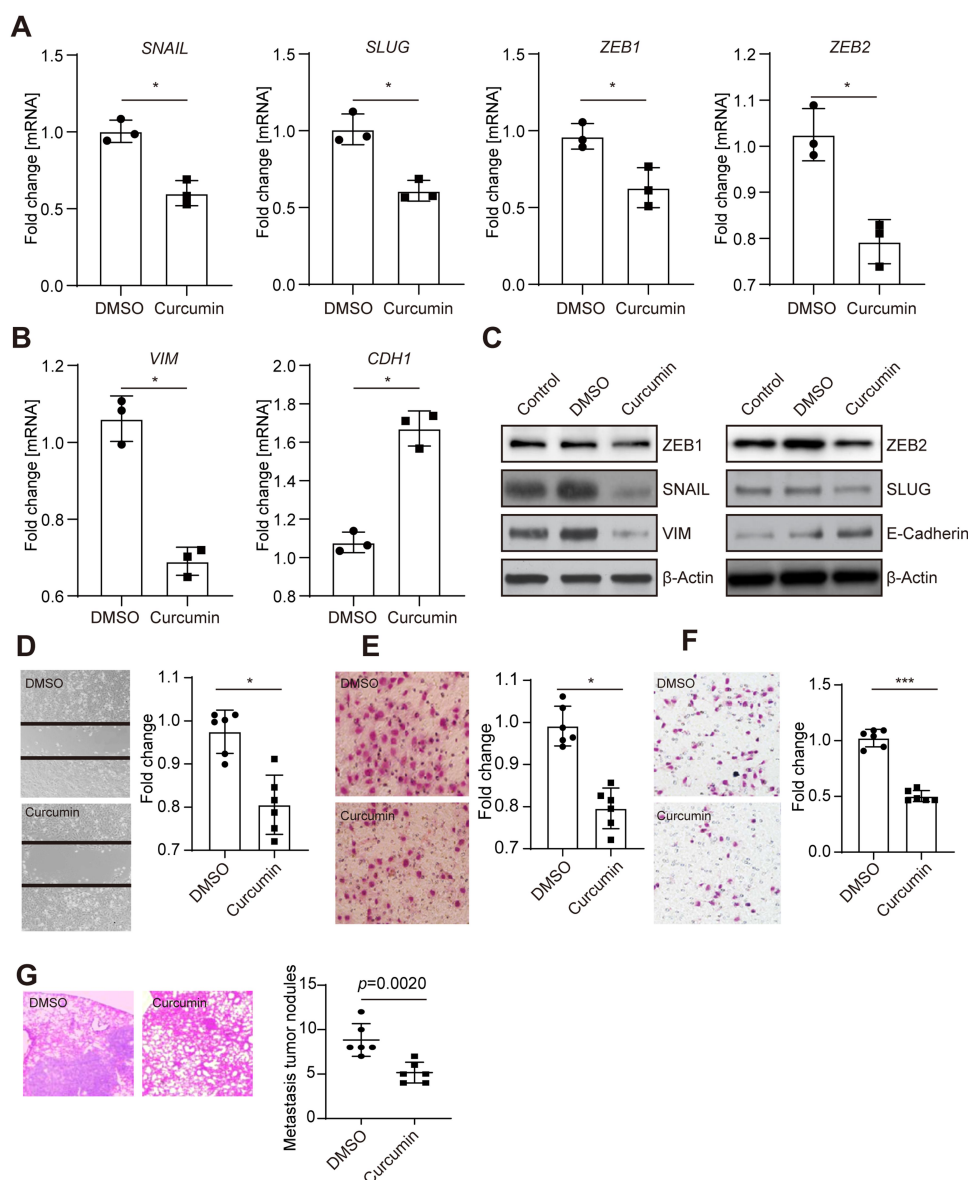 A
SNAIL
Fold change [mRNA]
1.5
1.0
0.5
0.0
*
DMSO Curcumin
SLUG
Fold change [mRNA]
1.5
1.0
0.5
0.0
*
DMSO Curcumin
ZEB1
Fold change [mRNA]
1.5
1.0
0.5
0.0
*
DMSO Curcumin
ZEB2
Fold change [mRNA]
1.2
1.1
1.0
0.9
0.8
0.7
*
DMSO Curcumin
B
VIM
Fold change [mRNA]
1.2
1.0
0.8
0.6
*
DMSO Curcumin
CDH1
Fold change [mRNA]
2.0
1.8
1.6
1.4
1.2
1.0
0.8
*
DMSO Curcumin
C
Control
DMSO
Curcumin
ZEB1
SNAIL
VIM
β-Actin
Control
DMSO
Curcumin
ZEB2
SLUG
E-Cadherin
β-Actin
D
DMSO
Curcumin
Fold change
1.1
1.0
0.9
0.8
0.7
*
DMSO
Curcumin
E
DMSO
Curcumin
Fold change
1.1
1.0
0.9
0.8
0.7
*
DMSO
Curcumin
F
DMSO
Curcumin
Fold change
1.5
1.0
0.5
0.0
***
DMSO
Curcumin
G
DMSO
Curcumin
Metastasis tumor nodules
15
10
5
0
p=0.0020
DMSO
Curcumin